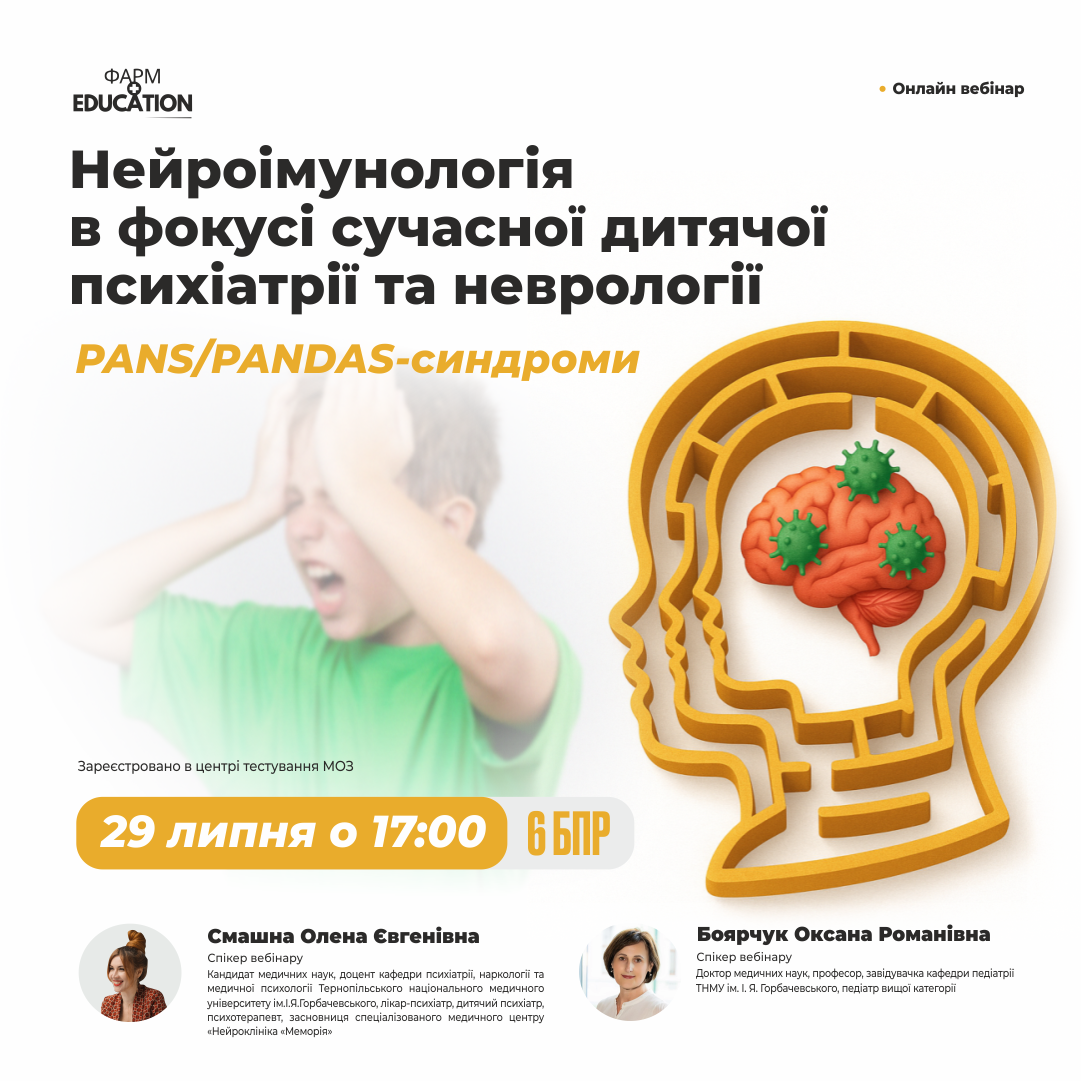 ФАРМ
EDUCATION
• Онлайн вебінар
Нейроімунологія
в фокусі сучасної дитячої
психіатрії та неврології
PANS/PANDAS-синдроми
Зареєстровано в центрі тестування МОЗ
29 липня о 17:00
6 БПР
Смашна Олена Євгенівна
Спікер вебінару
Кандидат медичних наук, доцент кафедри психіатрії, наркології та
медичної психології Тернопільського національного медичного
університету ім.І.Я.Горбачевського, лікар-психіатр, дитячий психіатр,
психотерапевт, засновниця спеціалізованого медичного центру
«Нейроклініка «Меморія»
Боярчук Оксана Романівна
Спікер вебінару
Доктор медичних наук, професор, завідувачка кафедри педіатрії
ТНМУ ім. І. Я. Горбачевського, педіатр вищої категорії